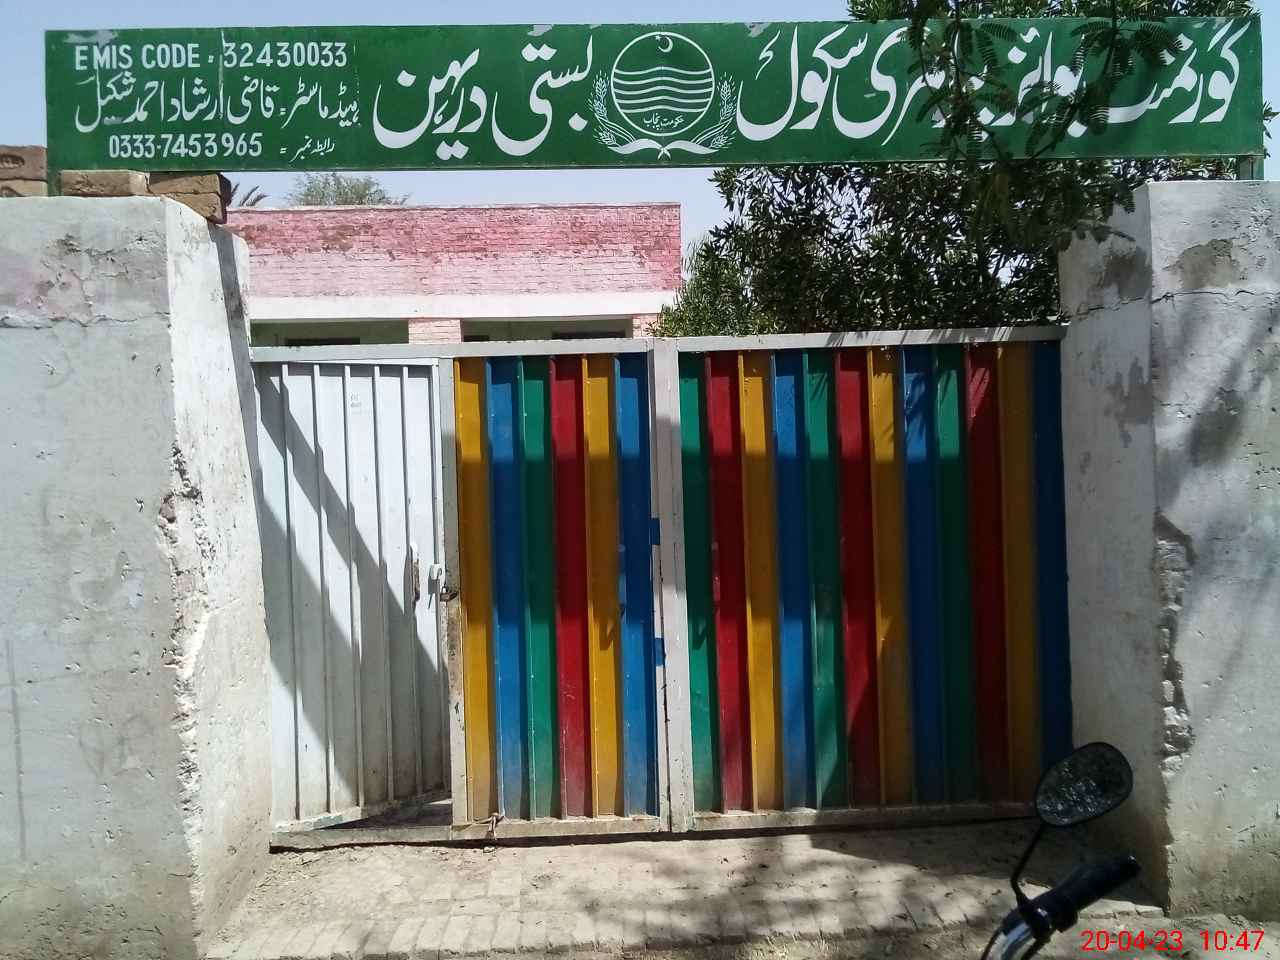 گورنمنٹ بوائز پرائمری سکول بستی درہن
حکومت پنجاب
EMIS CODE - 32430033
ہیڈ ماسٹر: قاضی ارشاد احمد شکیل
رابطہ نمبر = 0333-7453965
20-04-23 10:47